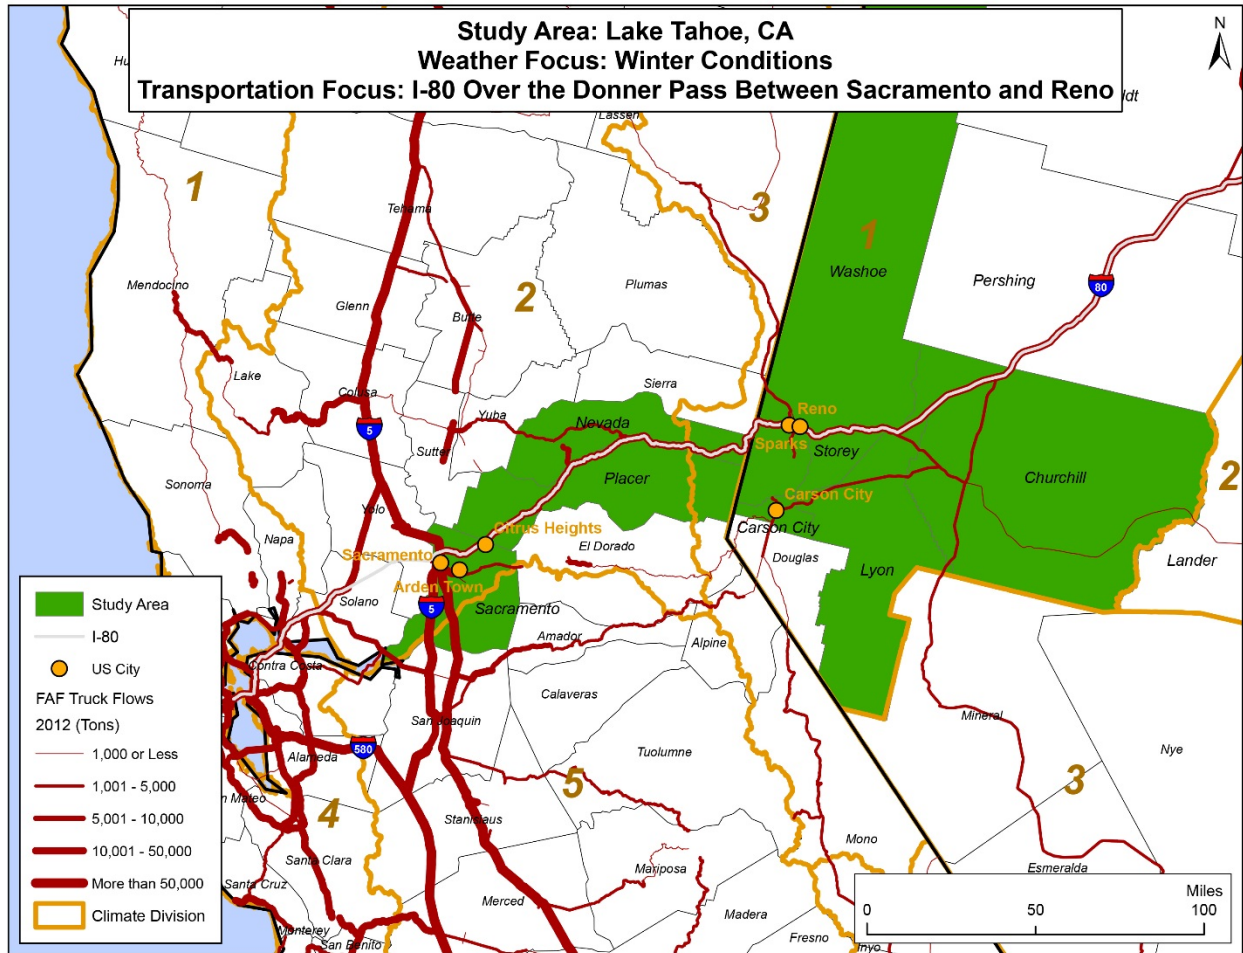 Study Area: Lake Tahoe, CA
Weather Focus: Winter Conditions
Transportation Focus: I-80 Over the Donner Pass Between Sacramento and Reno
N
Hu
ldt
Lassen
1
3
Tehama
1
Washoe
Mendocino
Plumas
Pershing
80
2
Glenn
Butte
Lake
Sierra
Colusa
Yuba
Nevada
Reno
5
Sparks
Sutter
Storey
Placer
Churchill
2
Sonoma
Carson City
Yolo
Citrus Heights
Carson City
Napa
Sacramento
El Dorado
Douglas
Lander
Arden Town
Lyon
Solano
5
Sacramento
Amador
Alpine
Contra Costa
Calaveras
San Joaquin
Mineral
580
Tuolumne
Nye
Alameda
5
3
n Mateo
4
Stanislaus
Mono
Santa Clara
Mariposa
Esmeralda
Santa Cruz
Merced
Madera
Monterey
Fresno
San Benito
Inyo
Study Area
I-80
US City
FAF Truck Flows
2012 (Tons)
1,000 or Less
1,001 - 5,000
5,001 - 10,000
10,001 - 50,000
More than 50,000
Climate Division
Miles
0 50 100